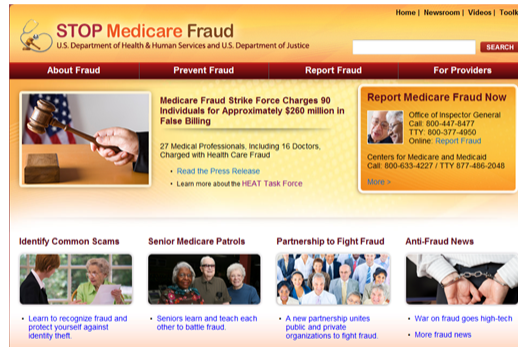 Home | Newsroom | Videos | Toolk
STOP Medicare Fraud
U.S. Department of Health & Human Services and U.S. Department of Justice
SEARCH
About Fraud
Prevent Fraud
Report Fraud
For Providers
Medicare Fraud Strike Force Charges 90
Individuals for Approximately $260 million in
False Billing
27 Medical Professionals, Including 16 Doctors,
Charged with Health Care Fraud
• Read the Press Release
• Learn more about the HEAT Task Force
Report Medicare Fraud Now
Office of Inspector General
Call: 800-447-8477
TTY: 800-377-4950
Online: Report Fraud
Centers for Medicare and Medicaid
Call: 800-633-4227 / TTY 877-486-2048
More >
Identify Common Scams
• Learn to recognize fraud and
protect yourself against
identity theft.
Senior Medicare Patrols
• Seniors learn and teach each
other to battle fraud.
Partnership to Fight Fraud
• A new partnership unites
public and private
organizations to fight fraud.
Anti-Fraud News
• War on fraud goes high-tech
• More fraud news